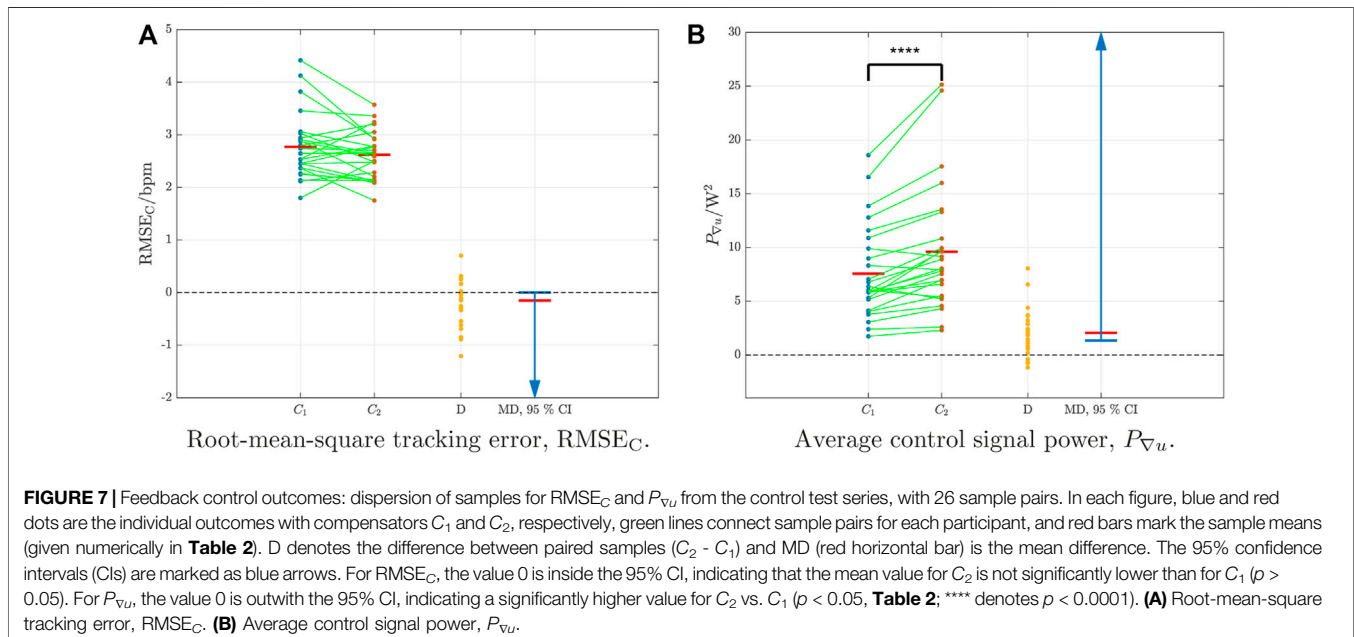 A
5
4
3
2
1
0
-1
-2
RMSE_C/bpm
C₁ C₂ D MD, 95 % CI
Root-mean-square tracking error, RMSE_C.
B
30
25
20
15
10
5
0
P_∇u/W²
****
C₁ C₂ D MD, 95 % CI
Average control signal power, P_∇u.
FIGURE 7 | Feedback control outcomes: dispersion of samples for RMSE_C and P_∇u from the control test series, with 26 sample pairs. In each figure, blue and red
dots are the individual outcomes with compensators C₁ and C₂, respectively, green lines connect sample pairs for each participant, and red bars mark the sample means
(given numerically in Table 2). D denotes the difference between paired samples (C₂ - C₁) and MD (red horizontal bar) is the mean difference. The 95% confidence
intervals (CIs) are marked as blue arrows. For RMSE_C, the value 0 is inside the 95% CI, indicating that the mean value for C₂ is not significantly lower than for C₁ (p >
0.05). For P_∇u, the value 0 is outwith the 95% CI, indicating a significantly higher value for C₂ vs. C₁ (p < 0.05, Table 2; **** denotes p < 0.0001). (A) Root-mean-square
tracking error, RMSE_C. (B) Average control signal power, P_∇u.